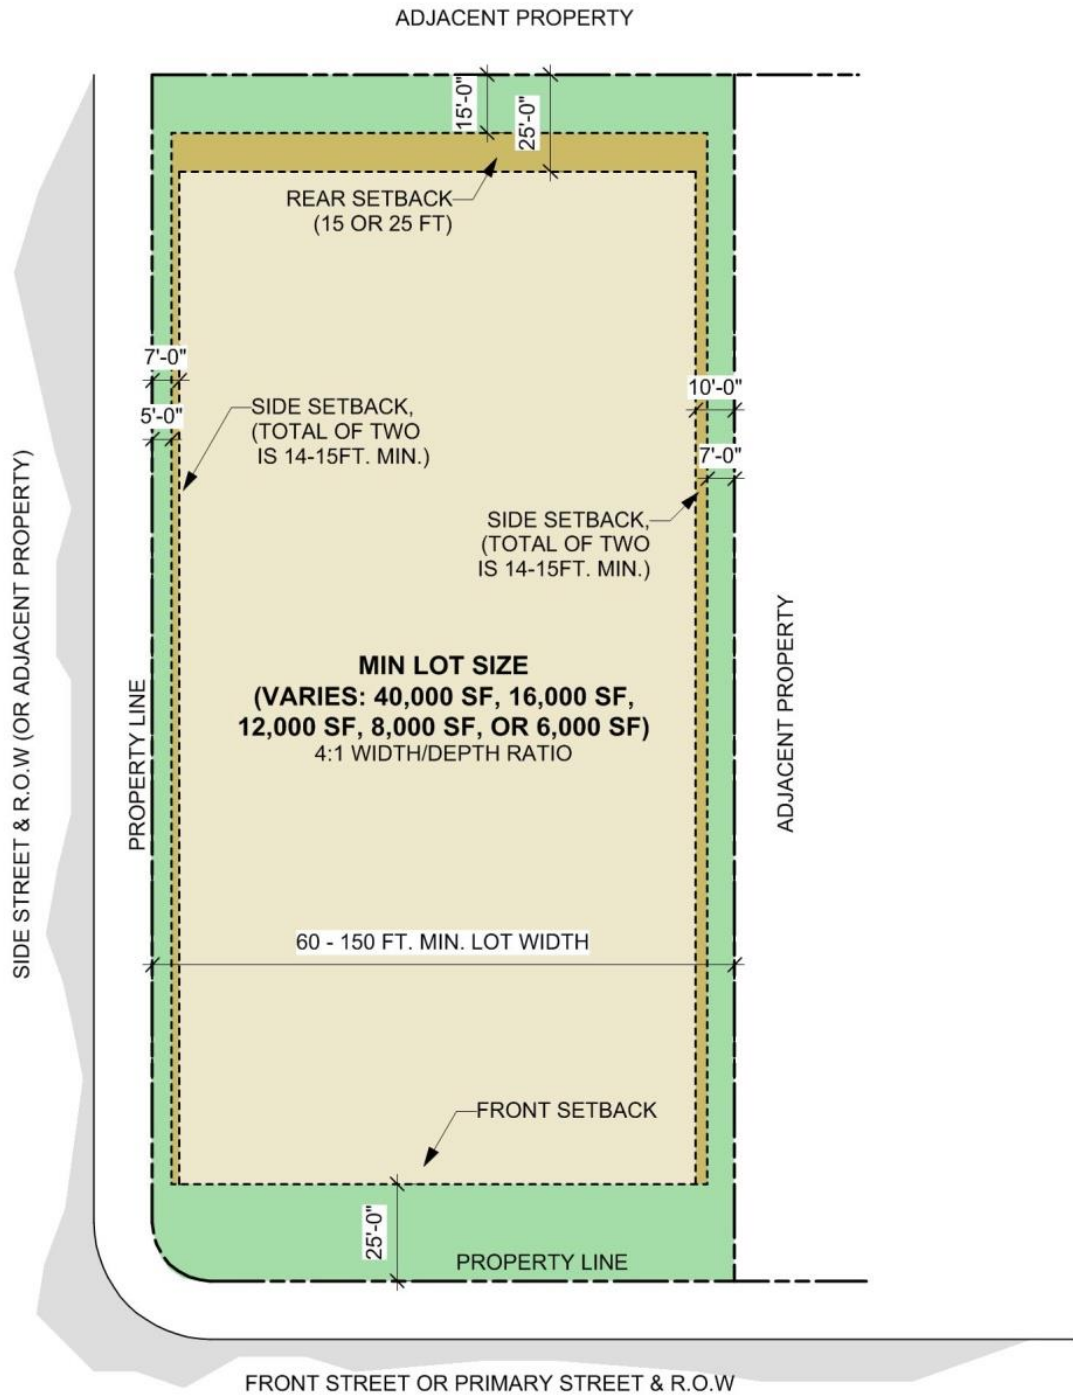 ADJACENT PROPERTY
15'-0"
25'-0"
REAR SETBACK
(15 OR 25 FT)
7'-0"
5'-0"
SIDE SETBACK,
(TOTAL OF TWO
IS 14-15FT. MIN.)
10'-0"
7'-0"
SIDE SETBACK,
(TOTAL OF TWO
IS 14-15FT. MIN.)
SIDE STREET & R.O.W (OR ADJACENT PROPERTY)
PROPERTY LINE
MIN LOT SIZE
(VARIES: 40,000 SF, 16,000 SF,
12,000 SF, 8,000 SF, OR 6,000 SF)
4:1 WIDTH/DEPTH RATIO
ADJACENT PROPERTY
60 - 150 FT. MIN. LOT WIDTH
FRONT SETBACK
25'-0"
PROPERTY LINE
FRONT STREET OR PRIMARY STREET & R.O.W